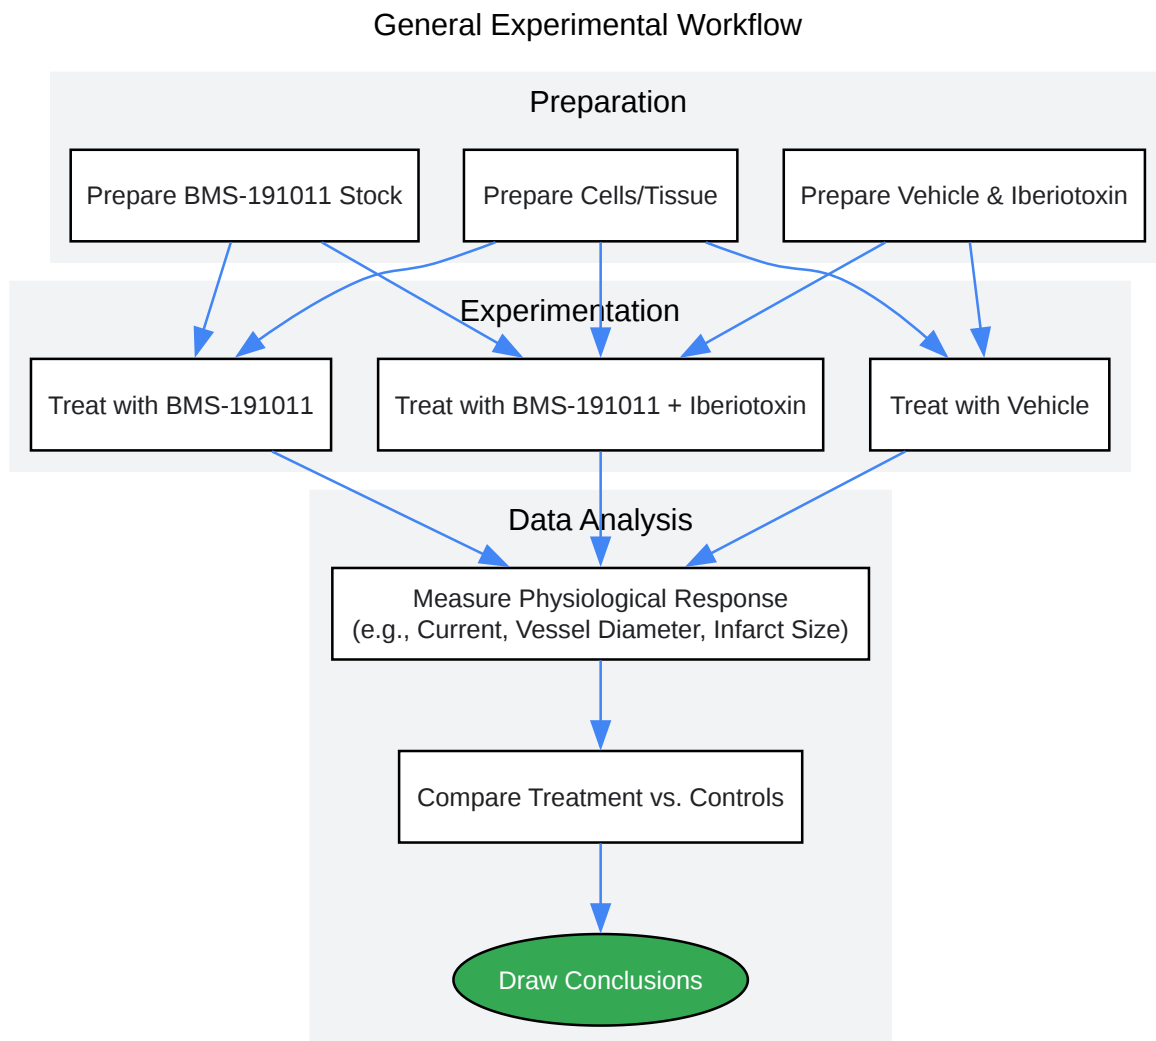 General Experimental Workflow
Preparation
Prepare BMS-191011 Stock
Prepare Cells/Tissue
Prepare Vehicle & Iberiotoxin
Experimentation
Treat with BMS-191011
Treat with BMS-191011 + Iberiotoxin
Treat with Vehicle
Data Analysis
Measure Physiological Response
(e.g., Current, Vessel Diameter, Infarct Size)
Compare Treatment vs. Controls
Draw Conclusions